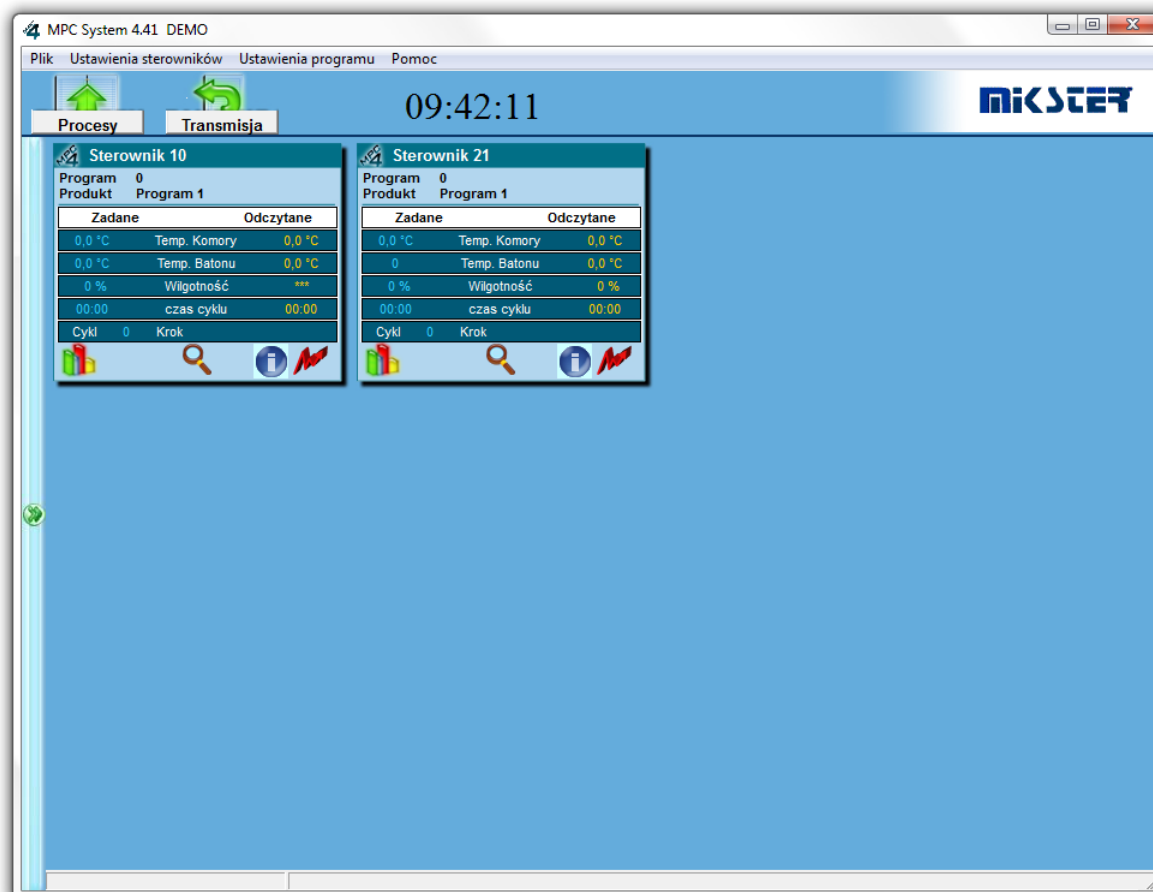 MPC System 4.41 DEMO
Plik Ustawienia sterowników Ustawienia programu Pomoc
Procesy Transmisja 09:42:11 MiKSTER
MPC 4 Sterownik 10
Program 0
Produkt Program 1
Zadane Odczytane
0,0 °C Temp. Komory 0,0 °C
0,0 °C Temp. Batonu 0,0 °C
0 % Wilgotność ***
00:00 czas cyklu 00:00
Cykl 0 Krok
MPC 4 Sterownik 21
Program 0
Produkt Program 1
Zadane Odczytane
0,0 °C Temp. Komory 0,0 °C
0 Temp. Batonu 0,0 °C
0 % Wilgotność 0 %
00:00 czas cyklu 00:00
Cykl 0 Krok